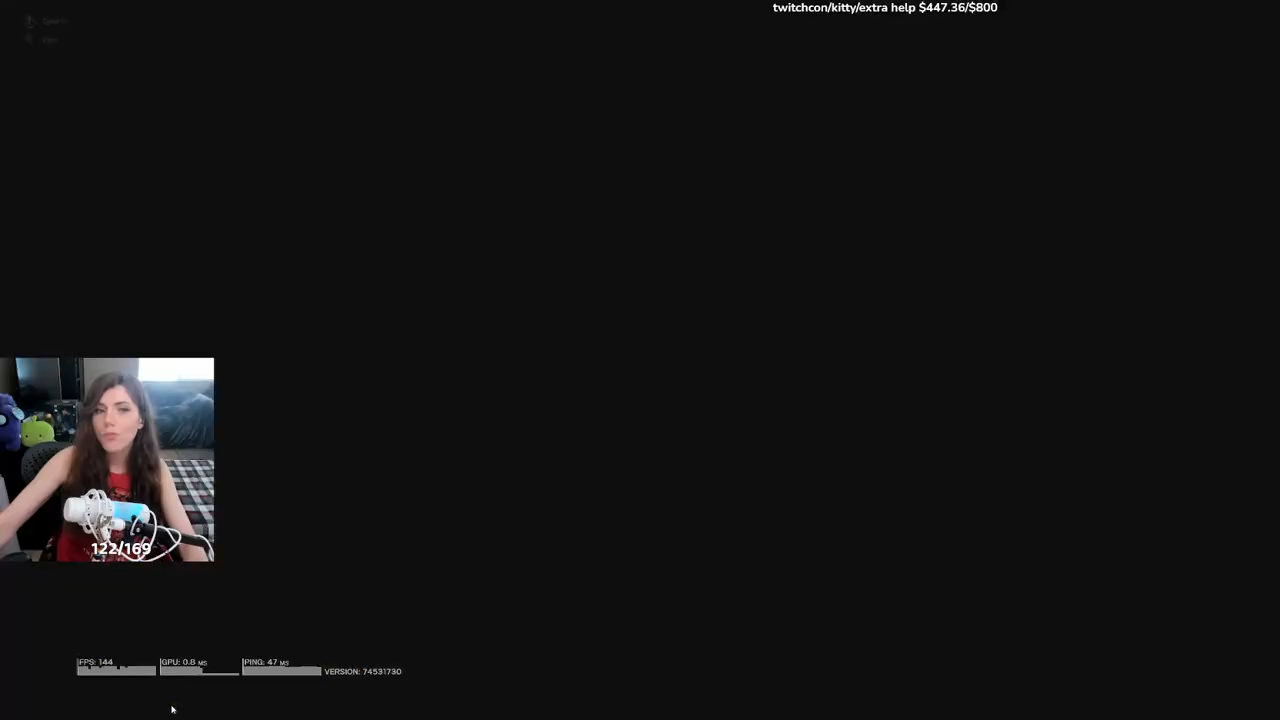 twitchcon/kitty/extra help $447.36/$800
122/169
FPS: 144
GPU: 0.8 MS
PING: 47 MS
VERSION: 74531730